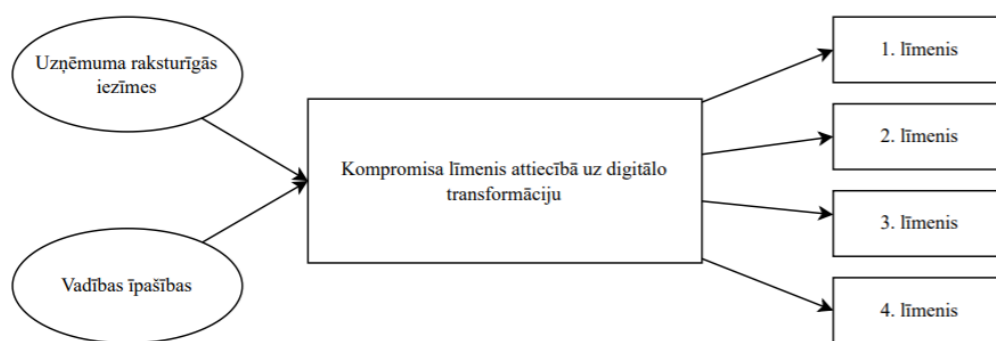 Uzņēmuma raksturīgās
iezīmes
Vadības īpašības
Kompromisa līmenis attiecībā uz digitālo
transformāciju
1. līmenis
2. līmenis
3. līmenis
4. līmenis